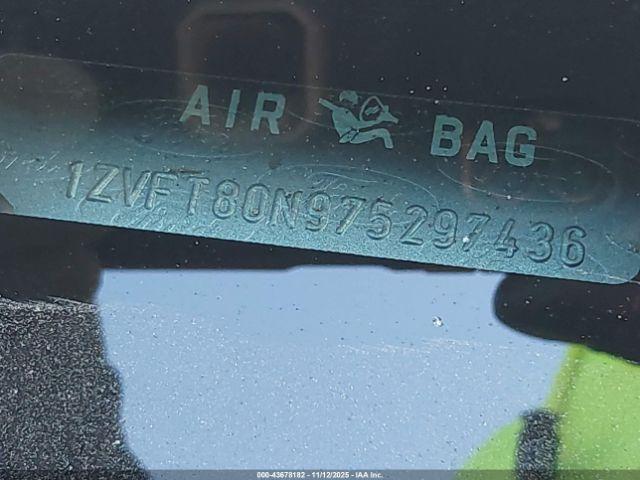 AIR BAG
1ZVFT80N975297436
000-43678182 - 11/12/2025 - IAA Inc.